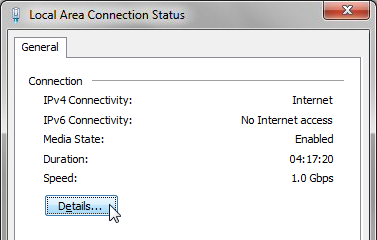 Local Area Connection Status
General
Connection
IPv4 Connectivity: Internet
IPv6 Connectivity: No Internet access
Media State: Enabled
Duration: 04:17:20
Speed: 1.0 Gbps
Details...